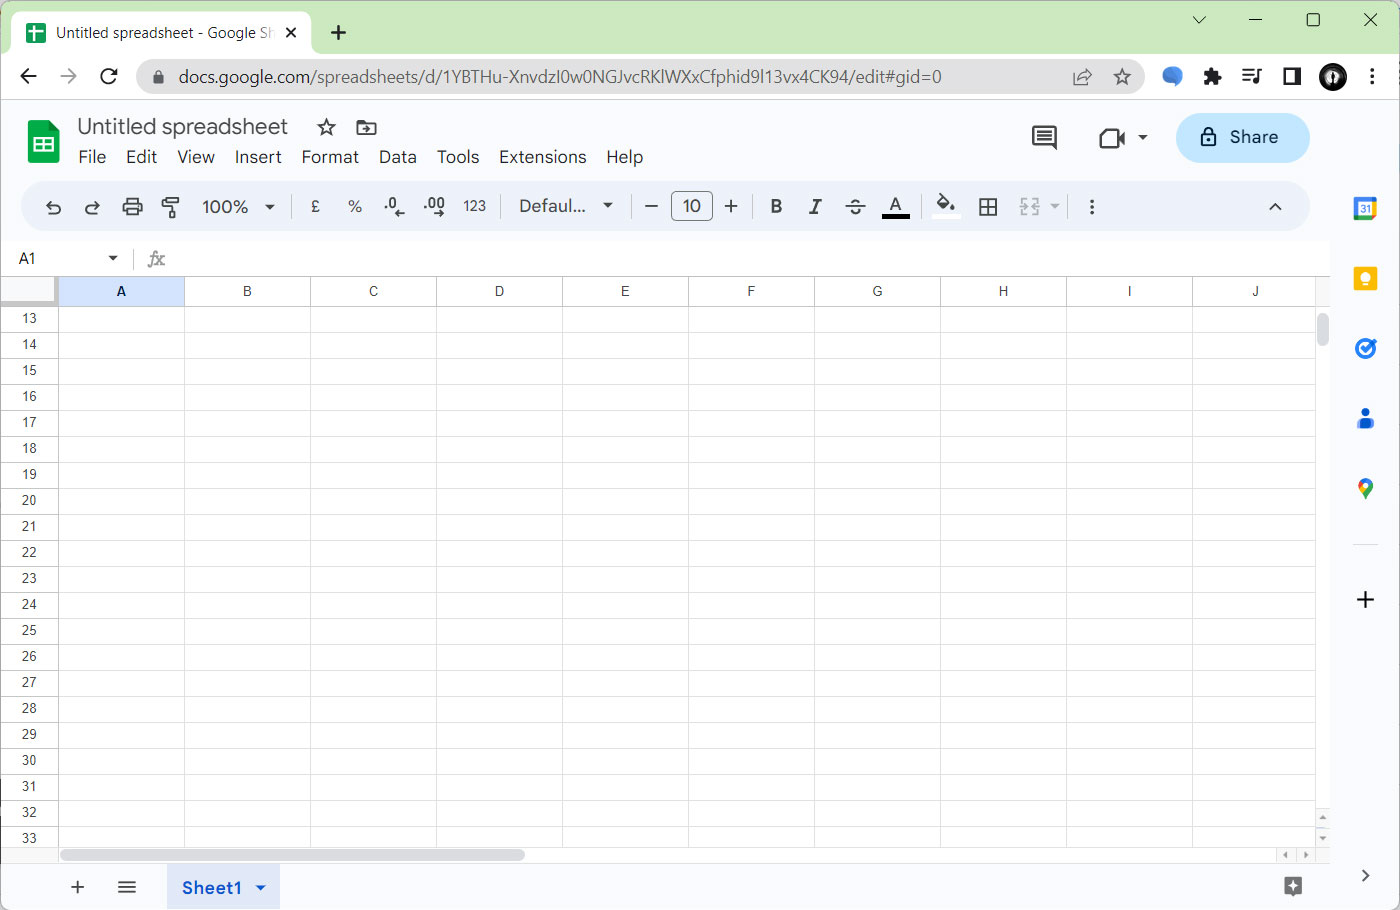 Untitled spreadsheet - Google Sh
docs.google.com/spreadsheets/d/1YBTHu-XnvdzI0w0NGJvcRKlWXxCfphid9l13vx4CK94/edit#gid=0
Untitled spreadsheet
File Edit View Insert Format Data Tools Extensions Help
Share
100% £ % .0 .00 123 Defaul... 10 B I S A
31
A1 fx
A B C D E F G H I J
13
14
15
16
17
18
19
20
21
22
23
24
25
26
27
28
29
30
31
32
33
Sheet1